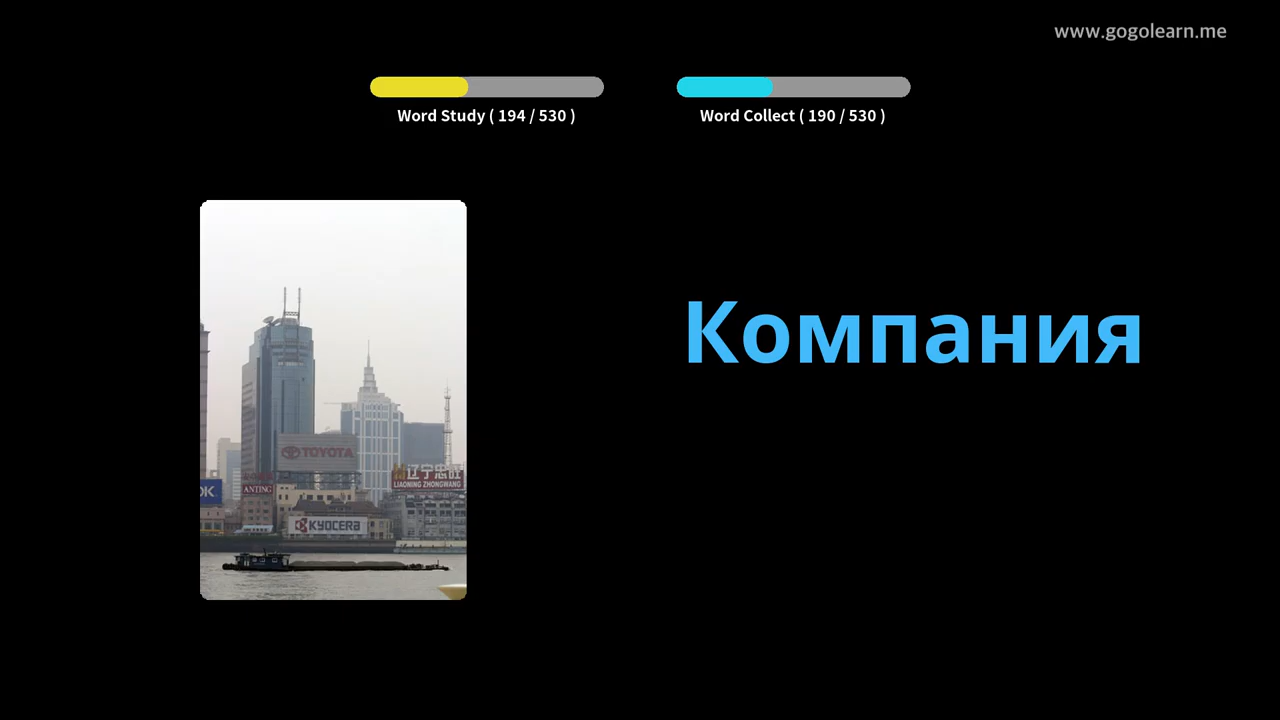 www.gogolearn.me
Word Study ( 194 / 530 )
Word Collect ( 190 / 530 )
Компания
TOYOTA
辽宁忠旺
LIAONING ZHONGWANG
ANTING
KYOCERA